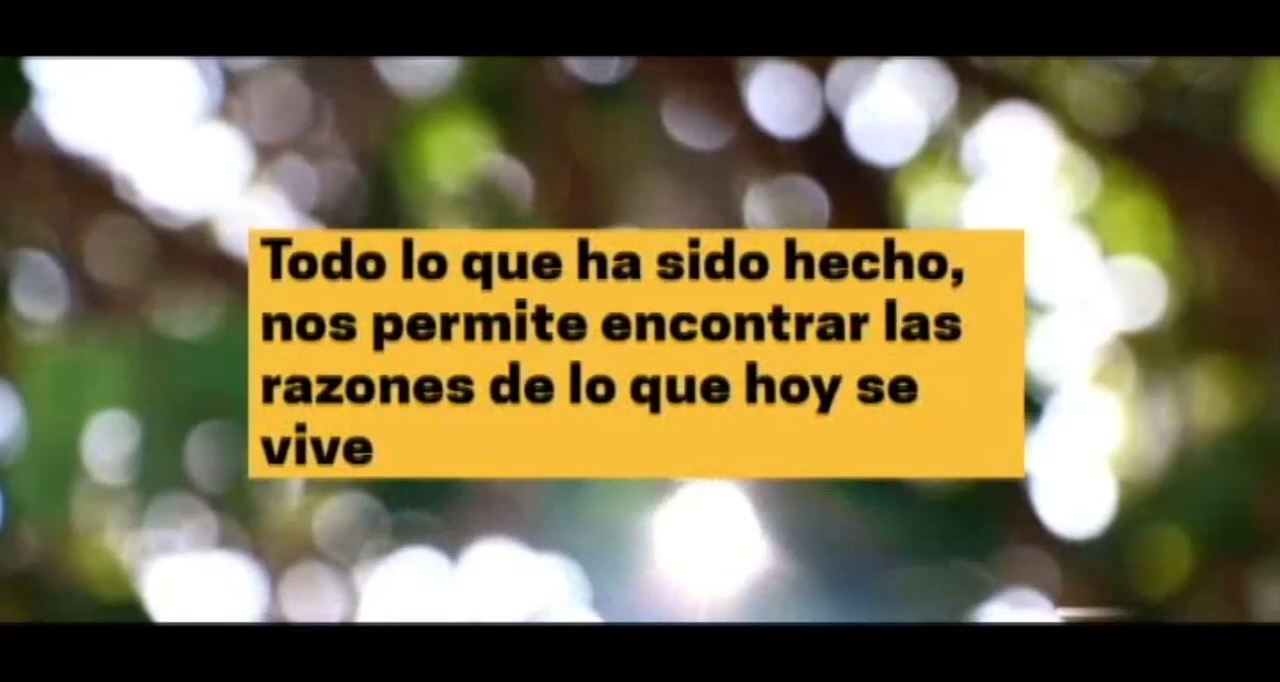 Todo lo que ha sido hecho,
nos permite encontrar las
razones de lo que hoy se
vive